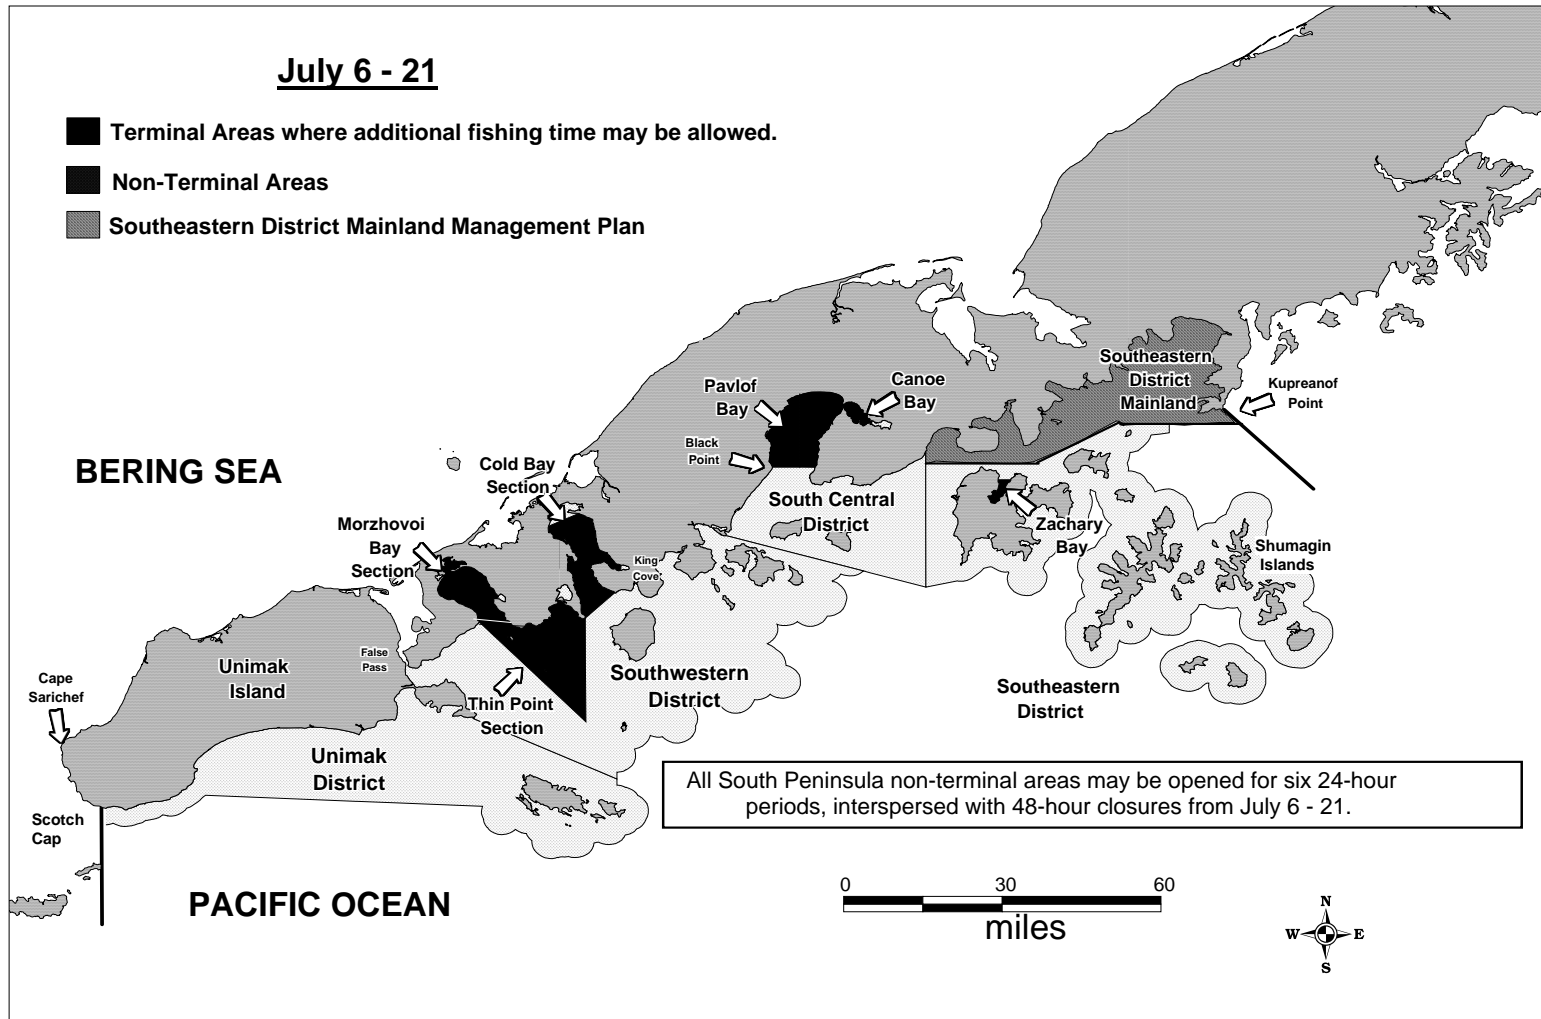 July 6 - 21
Terminal Areas where additional fishing time may be allowed.
Non-Terminal Areas
Southeastern District Mainland Management Plan
Southeastern
District
Mainland
Kupreanof
Point
Pavlof
Bay
Canoe
Bay
Black
Point
BERING SEA
Cold Bay
Section
South Central
District
Morzhovoi
Bay
Section
Zachary
Bay
Shumagin
Islands
King
Cove
False
Pass
Unimak
Island
Cape
Sarichef
Southwestern
District
Southeastern
District
Thin Point
Section
Unimak
District
All South Peninsula non-terminal areas may be opened for six 24-hour
periods, interspersed with 48-hour closures from July 6 - 21.
Scotch
Cap
PACIFIC OCEAN
0 30 60
miles
N
W E
S